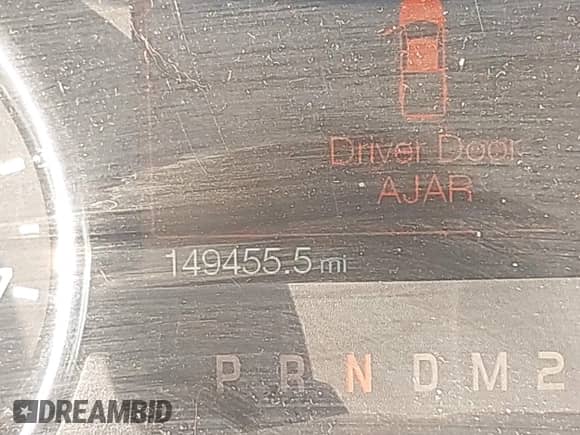 Driver Door
AJAR
149455.5 mi
P R N D M 2
DREAMBID